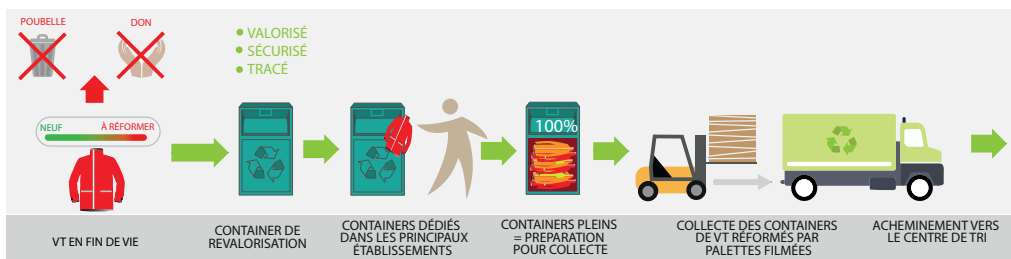 POUBELLE
DON
NEUF
À RÉFORMER
VT EN FIN DE VIE
• VALORISÉ
• SÉCURISÉ
• TRACÉ
CONTAINER DE
REVALORISATION
CONTAINERS DÉDIÉS
DANS LES PRINCIPAUX
ÉTABLISSEMENTS
100%
CONTAINERS PLEINS
= PREPARATION
POUR COLLECTE
COLLECTE DES CONTAINERS
DE VT RÉFORMÉS PAR
PALETTES FILMÉES
ACHEMINEMENT VERS
LE CENTRE DE TRI